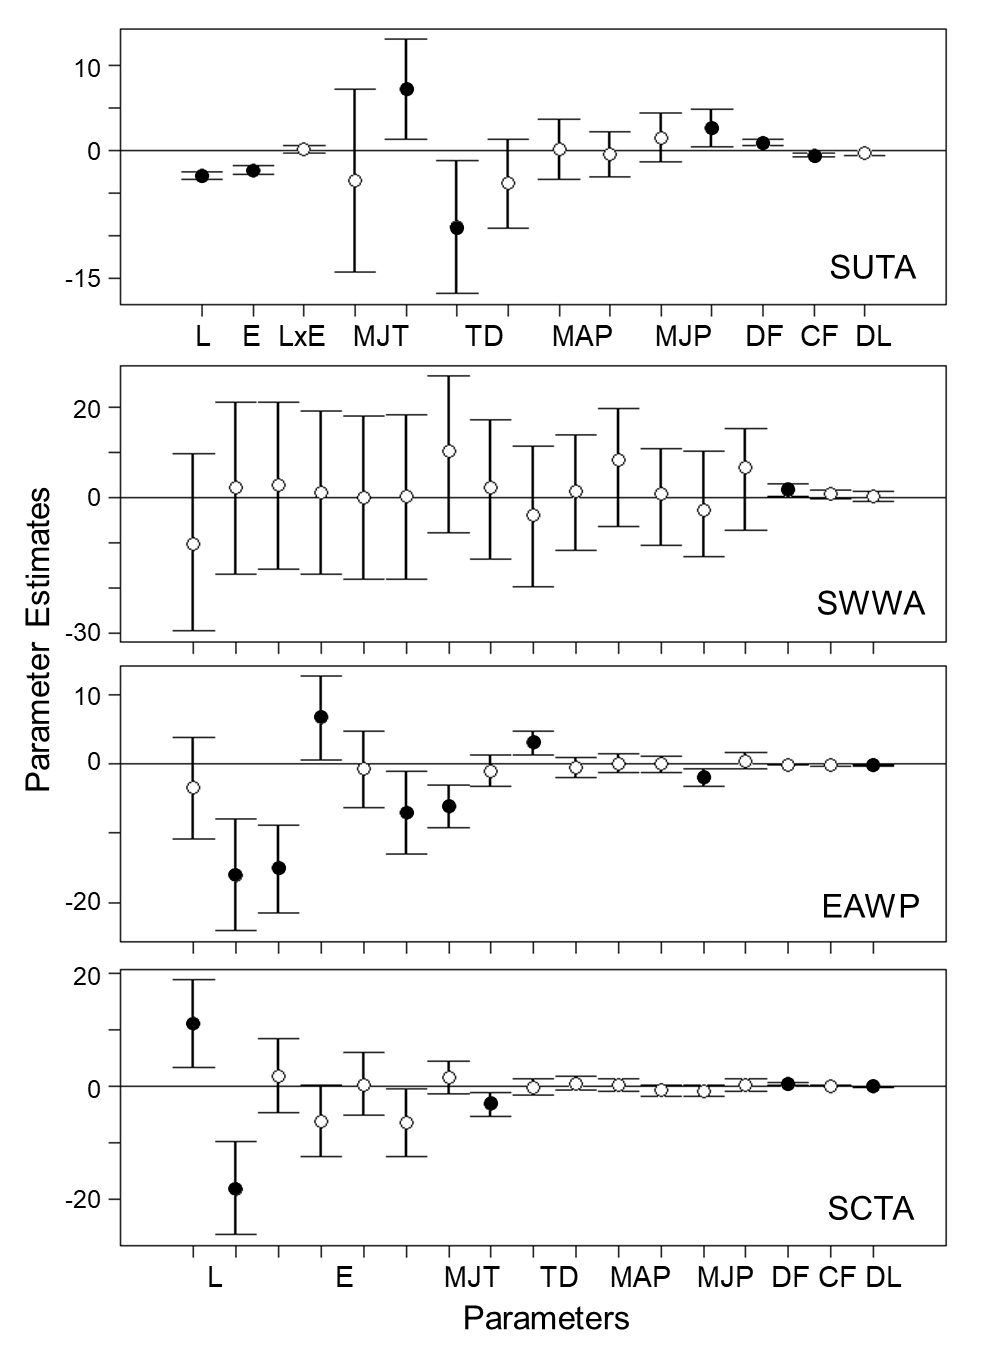 10
0
-15
SUTA
L E LxE MJT TD MAP MJP DF CF DL
20
0
-30
SWWA
10
0
-20
EAWP
20
0
-20
SCTA
L E MJT TD MAP MJP DF CF DL
Parameters
Parameter Estimates